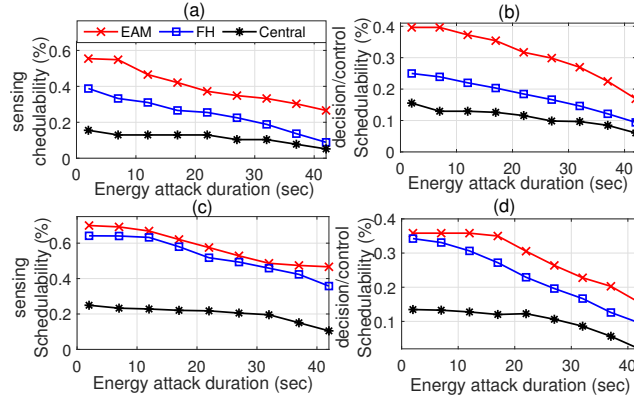 (a)
(b)
EAM FH Central
sensing
chedulability (%)
0.6
0.4
0.2
0
0 10 20 30 40
Energy attack duration (sec)
decision/control
Schedulability (%)
0.4
0.3
0.2
0.1
0
0 10 20 30 40
Energy attack duration (sec)
(c)
(d)
sensing
Schedulability (%)
0.6
0.4
0.2
0
0 10 20 30 40
Energy attack duration (sec)
decision/control
Schedulability (%)
0.4
0.3
0.2
0.1
0 10 20 30 40
Energy attack duration (sec)